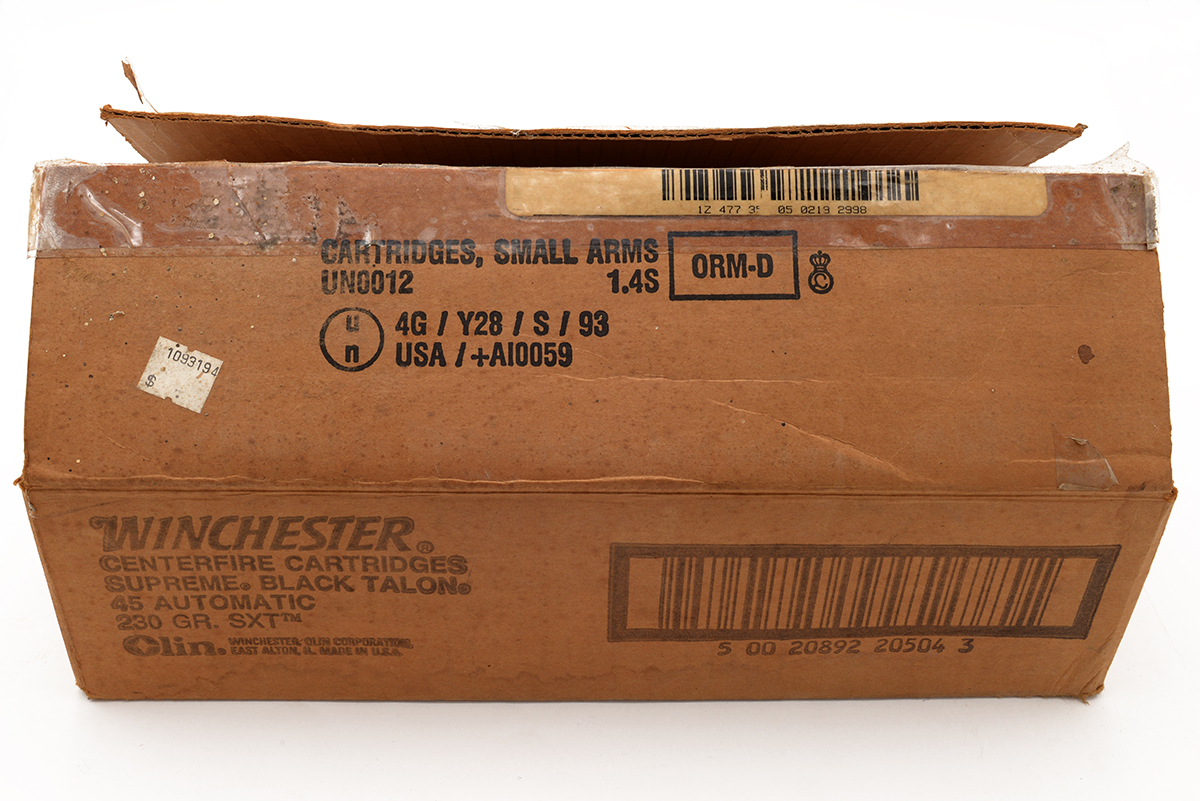 1Z 477 35 05 0219 2998
CARTRIDGES, SMALL ARMS
UN0012 1.4S
ORM-D
C
u
n
4G / Y28 / S / 93
USA / +AI0059
1093194
$
WINCHESTER®
CENTERFIRE CARTRIDGES
SUPREME® BLACK TALON®
45 AUTOMATIC
230 GR. SXT™
Olin. WINCHESTER, OLIN CORPORATION,
EAST ALTON, IL. MADE IN U.S.A.
5 00 20892 20504 3